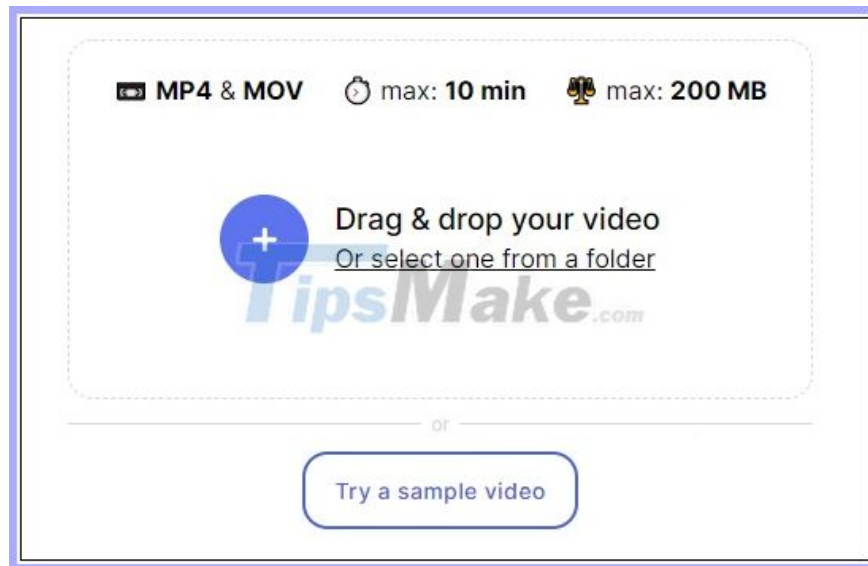 MP4 & MOV max: 10 min max: 200 MB
Drag & drop your video
Or select one from a folder
TipsMake.com
or
Try a sample video